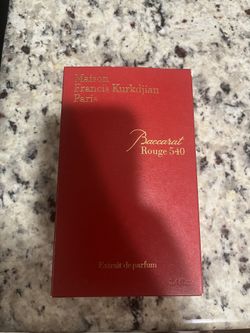 Maison
Francis Kurkdjian
Paris
Baccarat
Rouge 540
Extrait de parfum